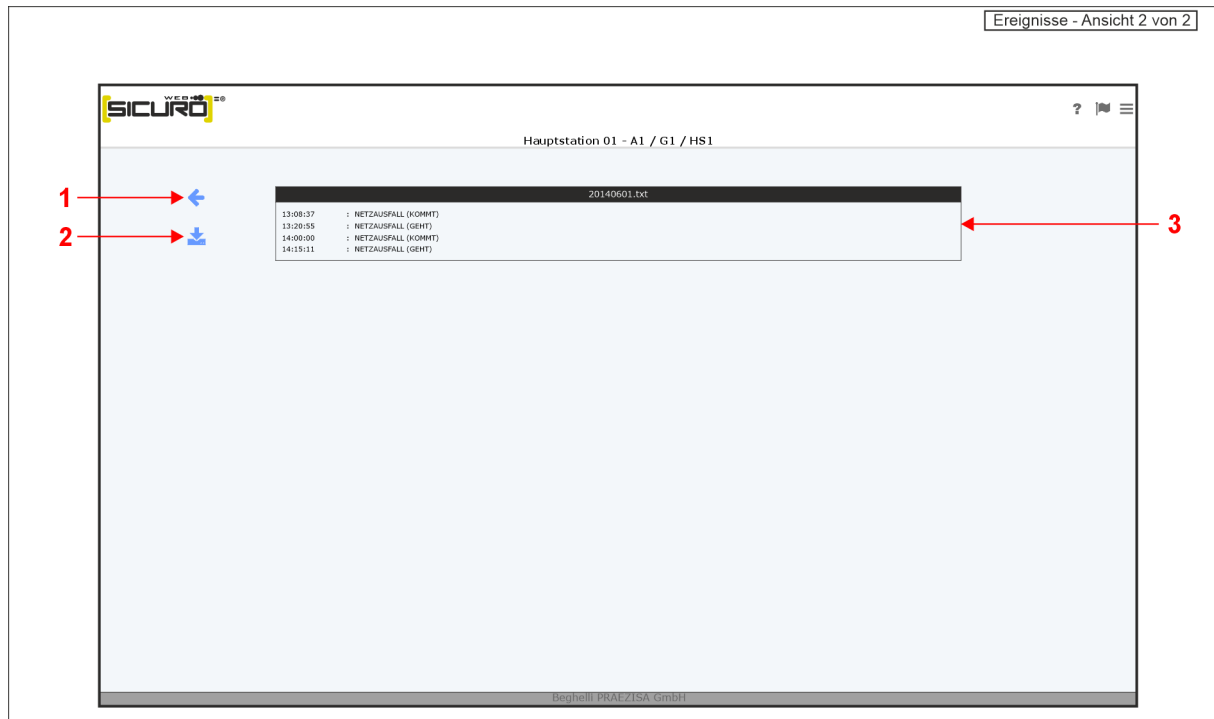 Ereignisse - Ansicht 2 von 2
WEB
SICURO
?
Hauptstation 01 - A1 / G1 / HS1
1
20140601.txt
13:08:37 : NETZAUSFALL (KOMMT)
13:20:55 : NETZAUSFALL (GEHT)
14:00:00 : NETZAUSFALL (KOMMT)
14:15:11 : NETZAUSFALL (GEHT)
2
3
Beghelli PRAEZISA GmbH